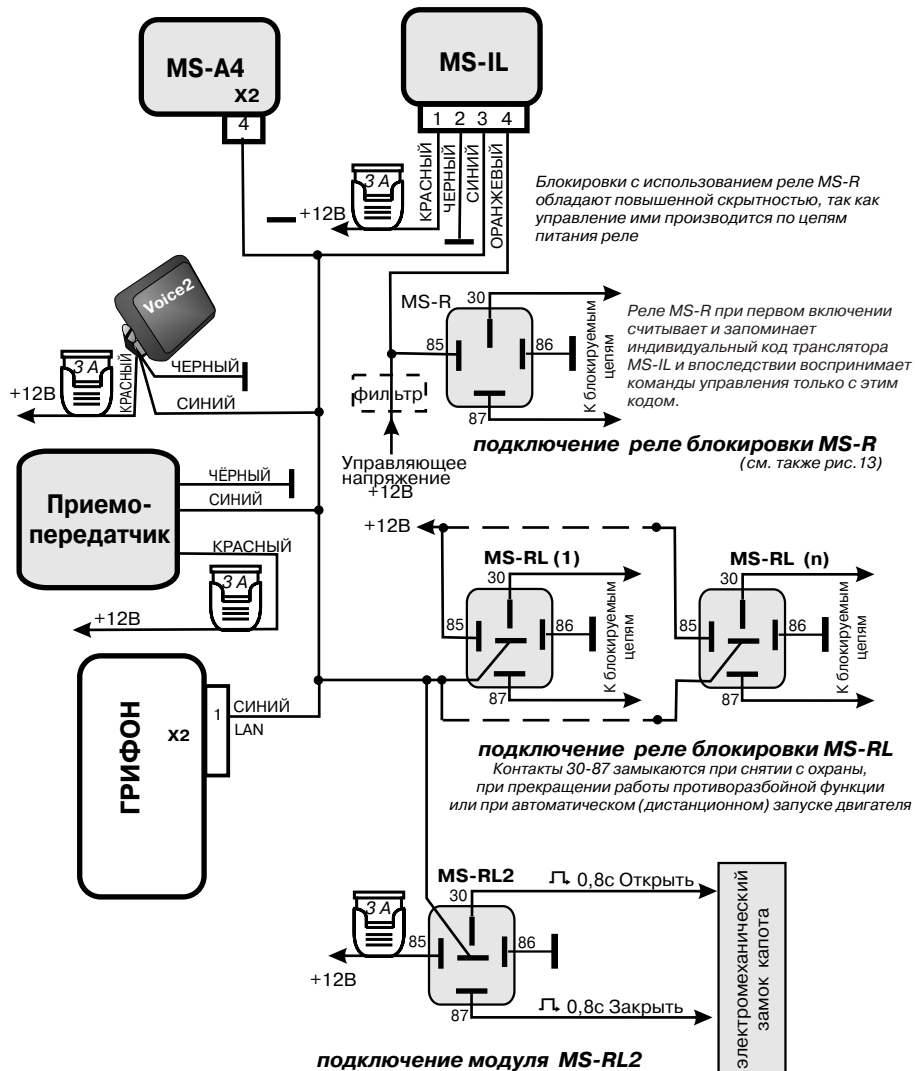 MS-A4
X2
4
MS-IL
1 2 3 4
КРАСНЫЙ
ЧЕРНЫЙ
СИНИЙ
ОРАНЖЕВЫЙ
3 А
+12В
Блокировки с использованием реле MS-R
обладают повышенной скрытностью, так как
управление ими производится по цепям
питания реле
Voice2
3 А
+12В
КРАСНЫЙ
ЧЕРНЫЙ
СИНИЙ
MS-R
30
85
86
87
К блокируемым
цепям
фильтр
Управляющее
напряжение
+12В
Реле MS-R при первом включении
считывает и запоминает
индивидуальный код транслятора
MS-IL и впоследствии воспринимает
команды управления только с этим
кодом.
подключение реле блокировки MS-R
(см. также рис.13)
Приемо-
передатчик
ЧЁРНЫЙ
СИНИЙ
КРАСНЫЙ
3 А
+12В
+12В
MS-RL (1)
30
85
86
87
К блокируемым
цепям
MS-RL (n)
30
85
86
87
К блокируемым
цепям
ГРИФОН
X2
1
СИНИЙ
LAN
подключение реле блокировки MS-RL
Контакты 30-87 замыкаются при снятии с охраны,
при прекращении работы противоразбойной функции
или при автоматическом (дистанционном) запуске двигателя
MS-RL2
30
85
86
87
3 А
+12В
0,8с Открыть
0,8с Закрыть
электромеханический
замок капота
подключение модуля MS-RL2